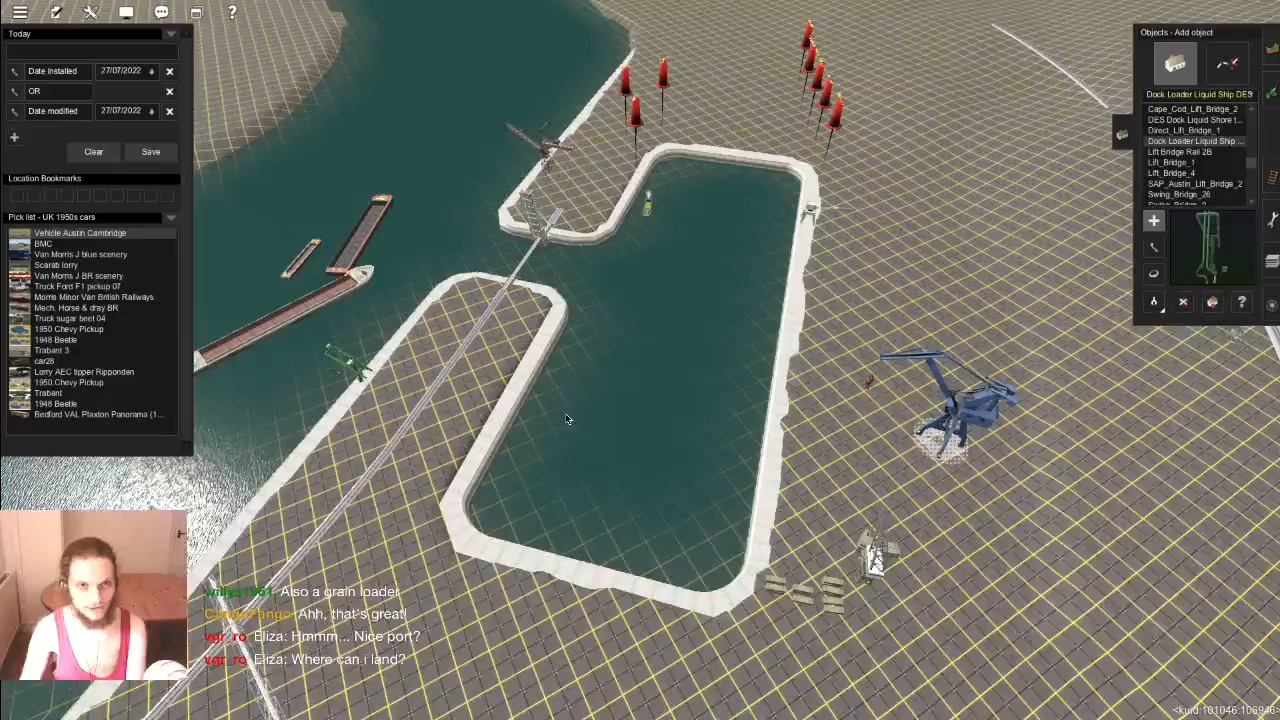 ?
Today
Date Installed 27/07/2022
OR
Date modified 27/07/2022
Clear Save
Location Bookmarks
Pick list - UK 1950s cars
Vehicle Austin Cambridge
BMC
Van Morris J blue scenery
Scarab lorry
Van Morris J BR scenery
Truck Ford F1 pickup 07
Morris Minor Van British Railways
Mech. Horse & dray BR
Truck sugar beet 04
1950 Chevy Pickup
1948 Beetle
Trabant 3
car28
Lorry AEC tipper Ripponden
1950 Chevy Pickup
Trabant
1948 Beetle
Bedford VAL Plaxton Panorama (1...
Also a grain loader
Ahh, that's great!
vgr_ro Eliza: Hmmm... Nice port?
vgr_ro Eliza: Where can i land?
Objects - Add object
Dock Loader Liquid Ship DES
Cape_Cod_Lift_Bridge_2
DES Dock Liquid Shore t...
Direct_Lift_Bridge_1
Dock Loader Liquid Ship ...
Lift Bridge Rail 2B
Lift_Bridge_1
Lift_Bridge_4
SAP_Austin_Lift_Bridge_2
Swing_Bridge_26
?
<kuid:101046:106946>